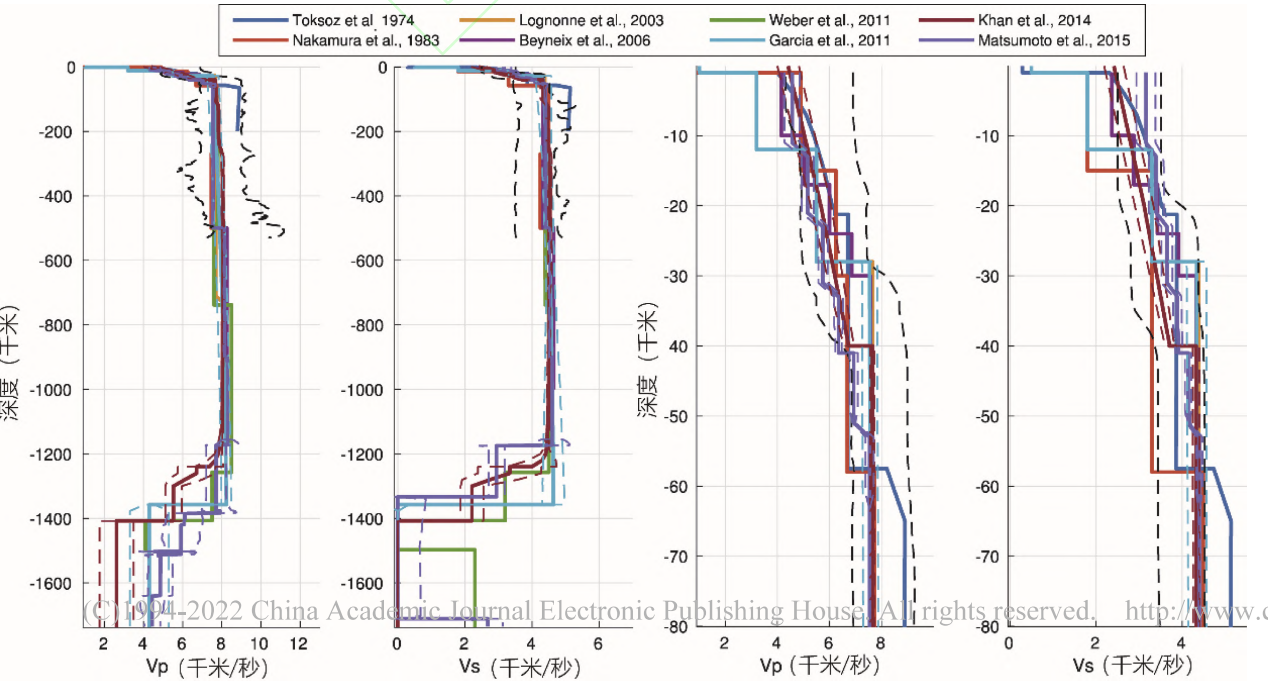 Toksoz et al 1974 Lognonne et al., 2003 Weber et al., 2011 Khan et al., 2014
Nakamura et al., 1983 Beyneix et al., 2006 Garcia et al., 2011 Matsumoto et al., 2015
0
-200
-400
-600
-800
-1000
-1200
-1400
-1600
深度（千米）
2 4 6 8 10 12
Vp（千米/秒）
0
-200
-400
-600
-800
-1000
-1200
-1400
-1600
0 2 4 6
Vs（千米/秒）
-10
-20
-30
-40
-50
-60
-70
-80
深度（千米）
2 4 6 8
Vp（千米/秒）
-10
-20
-30
-40
-50
-60
-70
-80
0 2 4
Vs（千米/秒）
(C)1994-2022 China Academic Journal Electronic Publishing House. All rights reserved. http://www.c